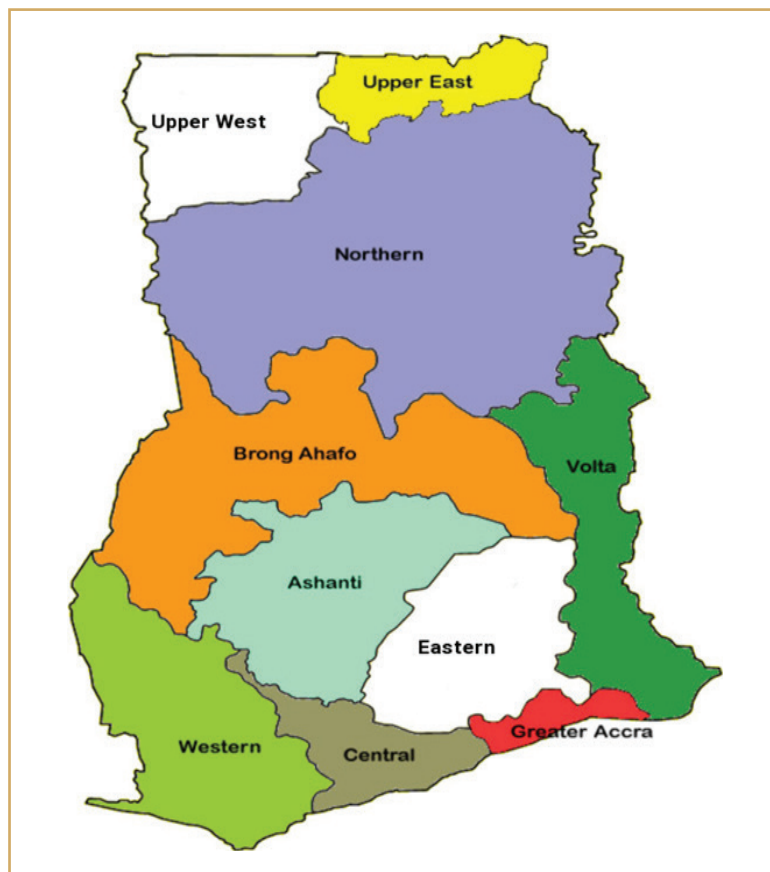 Upper East
Upper West
Northern
Brong Ahafo
Volta
Ashanti
Eastern
Western
Central
Greater Accra